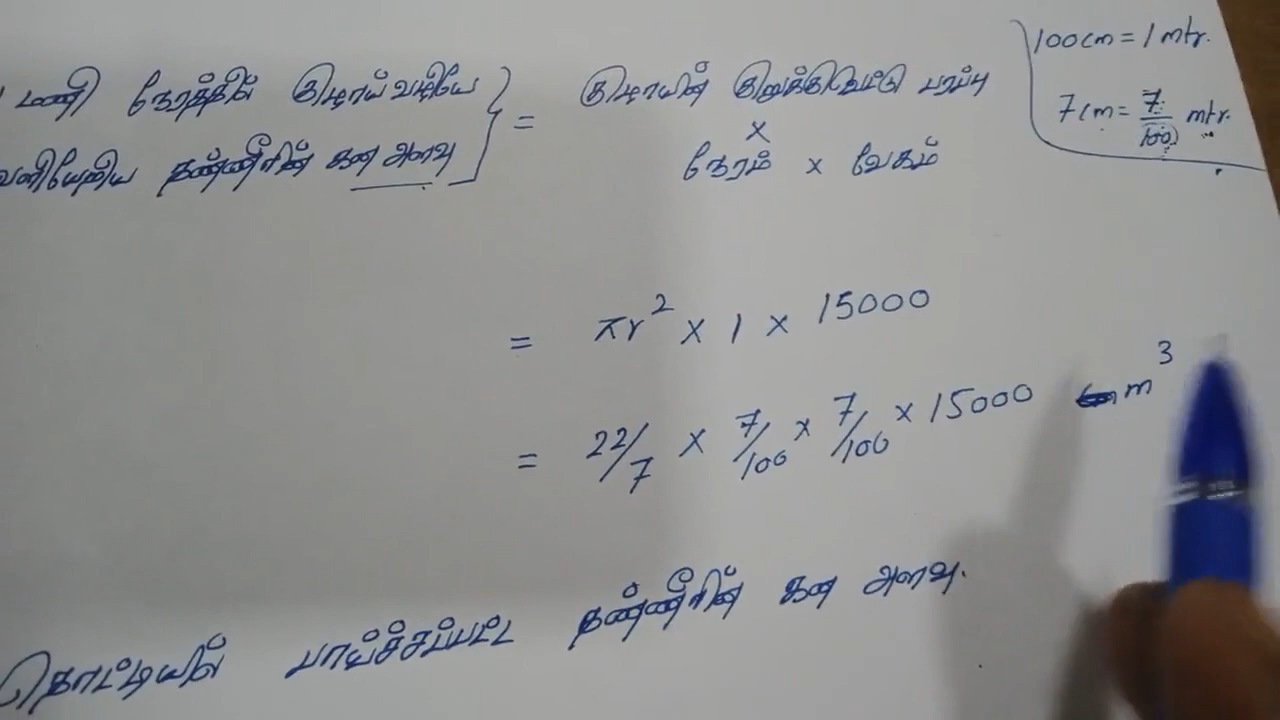 100cm = 1 mtr.
7cm = 7/100 mtr.
மணி நேரத்தில் குழாய் வழியே } = குழாயின் குறுக்குவெட்டு பரப்பு
×
வெளியேறிய தண்ணீரின் கன அளவு நேரம் × வேகம்
= πr² × 1 × 15000
= 22/7 × 7/100 × 7/100 × 15000 m³
தொட்டியில் பாய்ச்சப்பட்ட தண்ணீரின் கன அளவு.